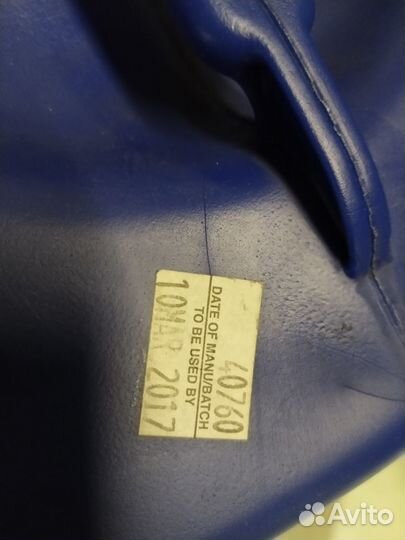 40760
DATE OF MANU/BATCH
TO BE USED BY
10MAR 2017
Avito